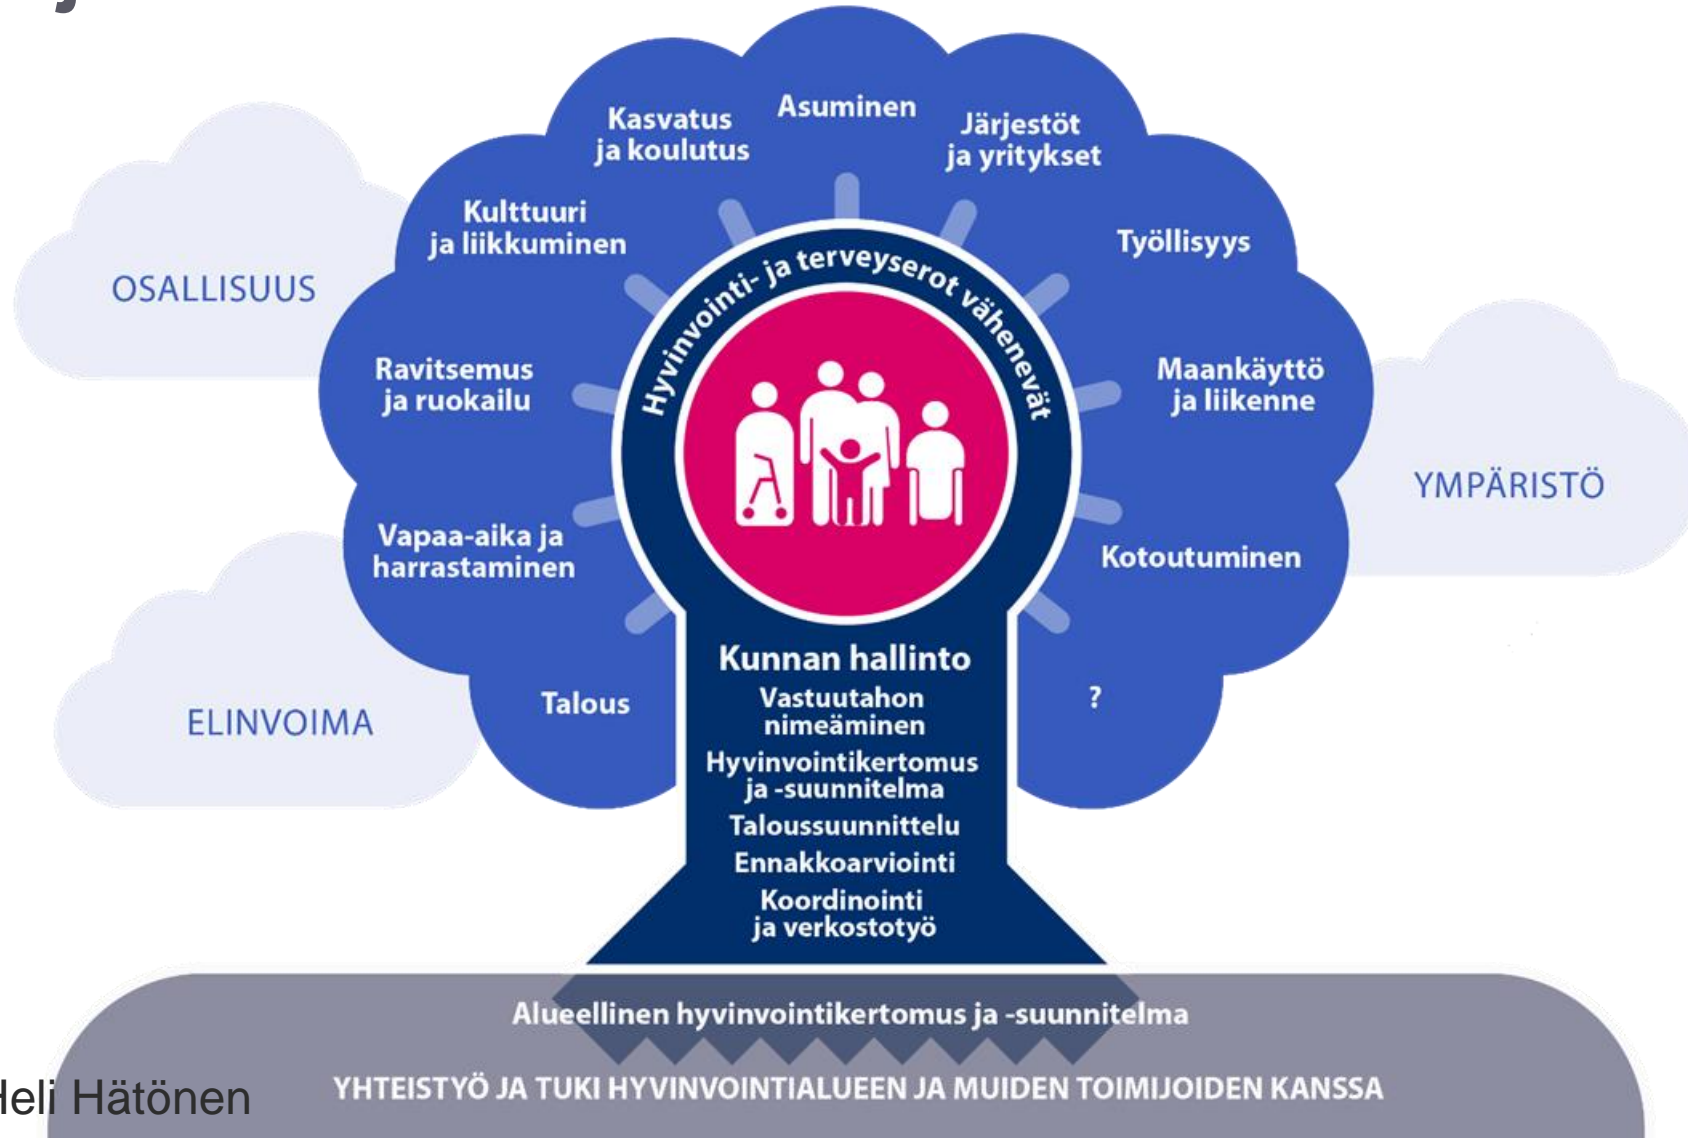 Asuminen
Kasvatus
ja koulutus
Järjestöt
ja yritykset
Kulttuuri
ja liikkuminen
Työllisyys
OSALLISUUS
Hyvinvointi- ja terveyserot vähenevät
Ravitsemus
ja ruokailu
Maankäyttö
ja liikenne
YMPÄRISTÖ
Vapaa-aika ja
harrastaminen
Kotoutuminen
ELINVOIMA
Talous
?
Kunnan hallinto
Vastuutahon
nimeäminen
Hyvinvointikertomus
ja -suunnitelma
Taloussuunnittelu
Ennakkoarviointi
Koordinointi
ja verkostotyö
Alueellinen hyvinvointikertomus ja -suunnitelma
YHTEISTYÖ JA TUKI HYVINVOINTIALUEEN JA MUIDEN TOIMIJOIDEN KANSSA
Heli Hätönen